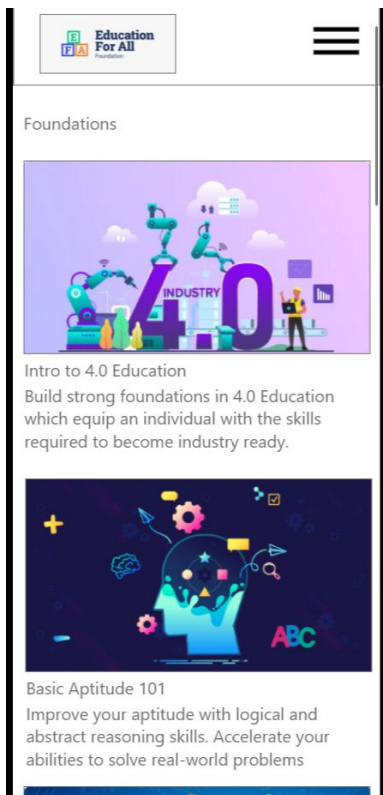 E
F A
Education
For All
Foundation
Foundations
INDUSTRY
4.0
Intro to 4.0 Education
Build strong foundations in 4.0 Education
which equip an individual with the skills
required to become industry ready.
ABC
Basic Aptitude 101
Improve your aptitude with logical and
abstract reasoning skills. Accelerate your
abilities to solve real-world problems